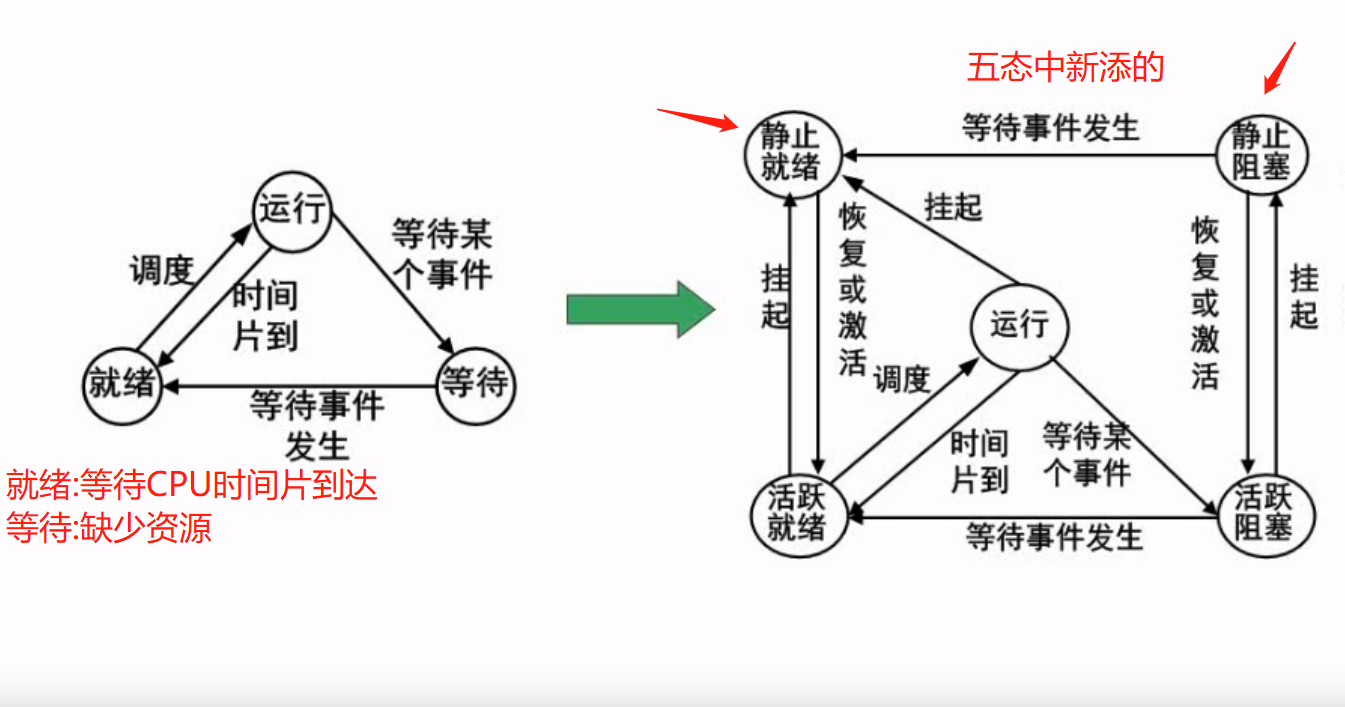 运行
调度
时间
片到
等待某
个事件
就绪
等待
等待事件
发生
就绪:等待CPU时间片到达
等待:缺少资源
五态中新添的
静止
就绪
等待事件发生
静止
阻塞
挂起
恢复或激活
挂起
运行
恢复或激活
挂起
调度
时间
片到
等待某
个事件
活跃
就绪
等待事件发生
活跃
阻塞